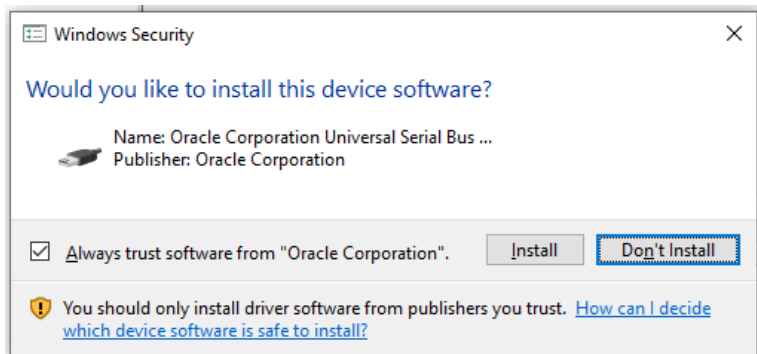 Windows Security
Would you like to install this device software?
Name: Oracle Corporation Universal Serial Bus ...
Publisher: Oracle Corporation
Always trust software from "Oracle Corporation".
Install
Don't Install
You should only install driver software from publishers you trust. How can I decide
which device software is safe to install?